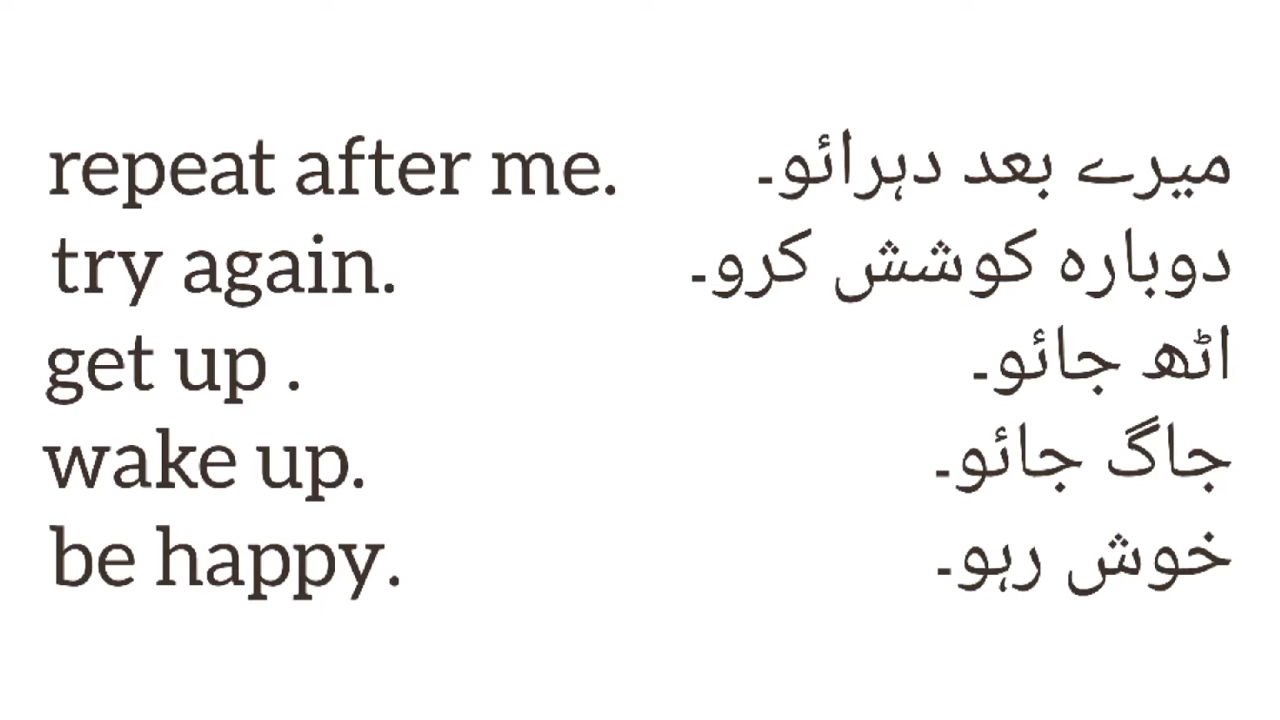 repeat after me. میرے بعد دہرائو۔
try again. دوبارہ کوشش کرو۔
get up . اٹھ جائو۔
wake up. جاگ جائو۔
be happy. خوش رہو۔